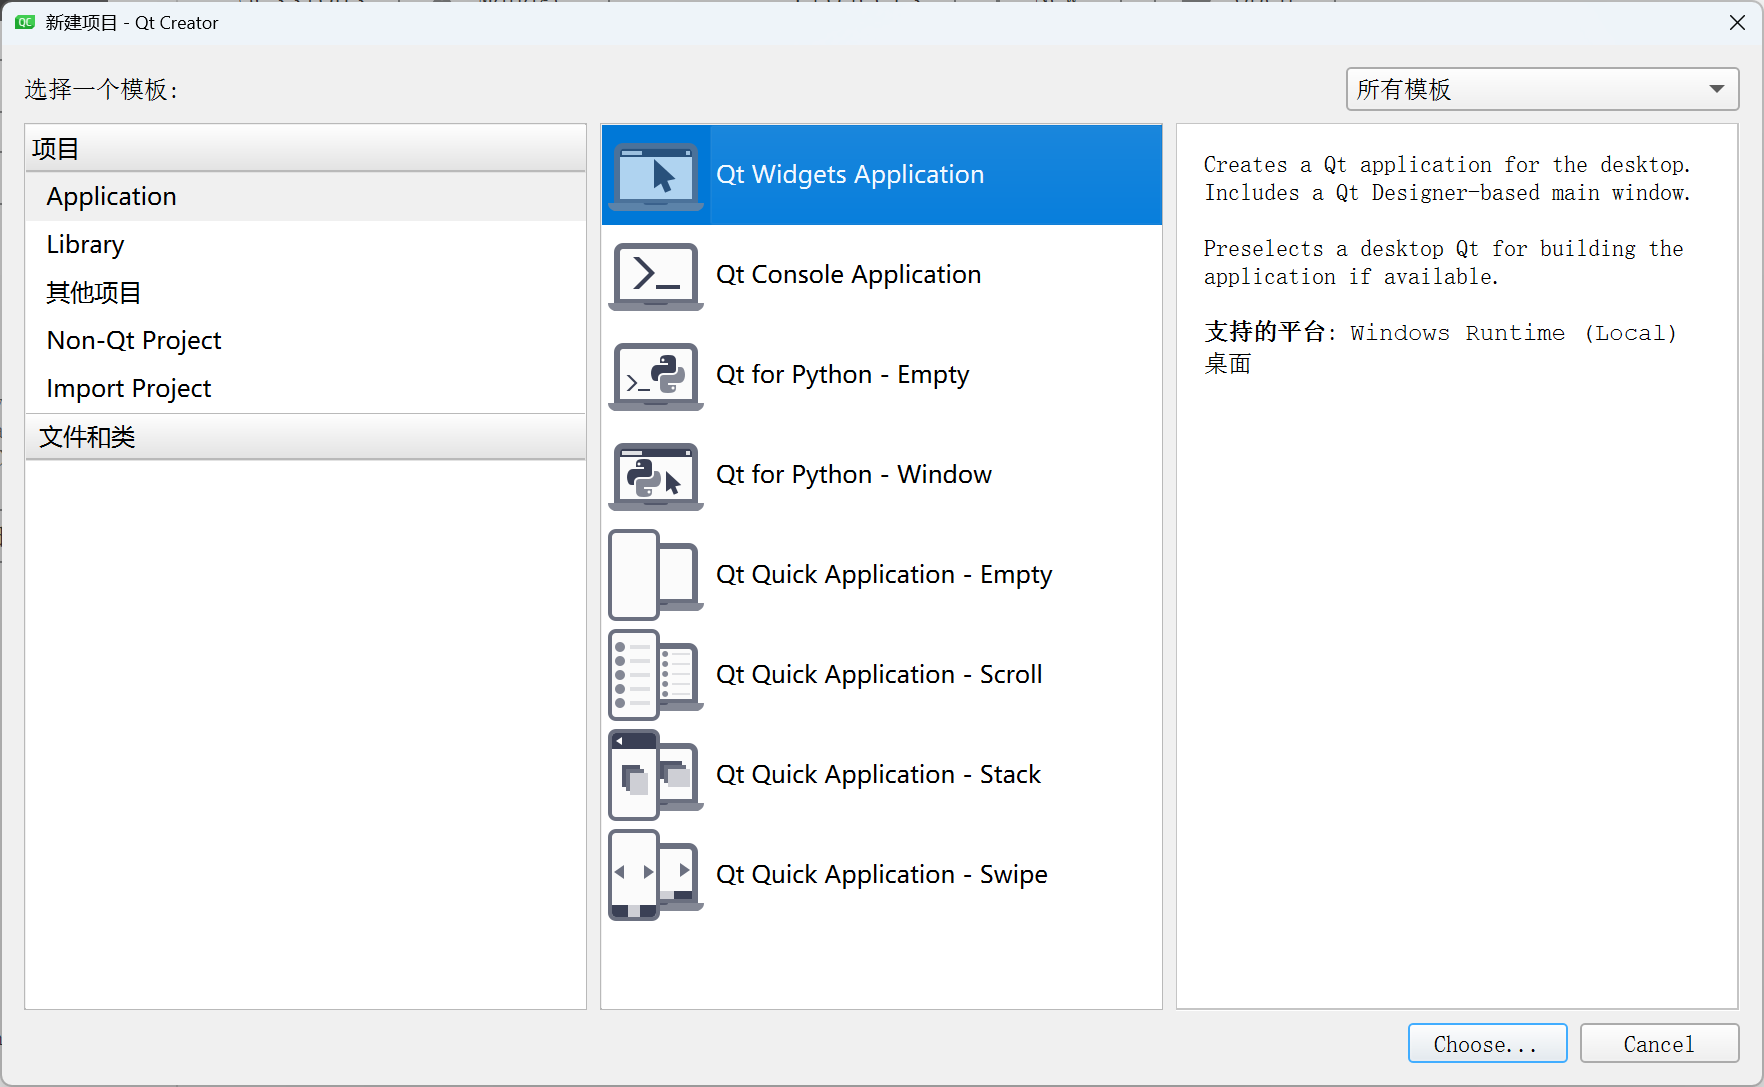 新建项目 - Qt Creator
选择一个模板:
所有模板
项目
Application
Library
其他项目
Non-Qt Project
Import Project
文件和类
Qt Widgets Application
Qt Console Application
Qt for Python - Empty
Qt for Python - Window
Qt Quick Application - Empty
Qt Quick Application - Scroll
Qt Quick Application - Stack
Qt Quick Application - Swipe
Creates a Qt application for the desktop.
Includes a Qt Designer-based main window.
Preselects a desktop Qt for building the
application if available.
支持的平台: Windows Runtime (Local)
桌面
Choose...
Cancel